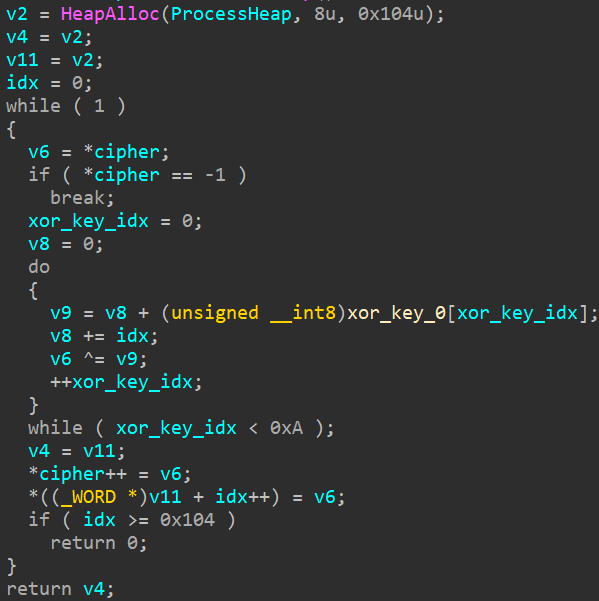 v2 = HeapAlloc(ProcessHeap, 8u, 0x104u);
v4 = v2;
v11 = v2;
idx = 0;
while ( 1 )
{
  v6 = *cipher;
  if ( *cipher == -1 )
    break;
  xor_key_idx = 0;
  v8 = 0;
  do
  {
    v9 = v8 + (unsigned __int8)xor_key_0[xor_key_idx];
    v8 += idx;
    v6 ^= v9;
    ++xor_key_idx;
  }
  while ( xor_key_idx < 0xA );
  v4 = v11;
  *cipher++ = v6;
  *((_WORD *)v11 + idx++) = v6;
  if ( idx >= 0x104 )
    return 0;
}
return v4;